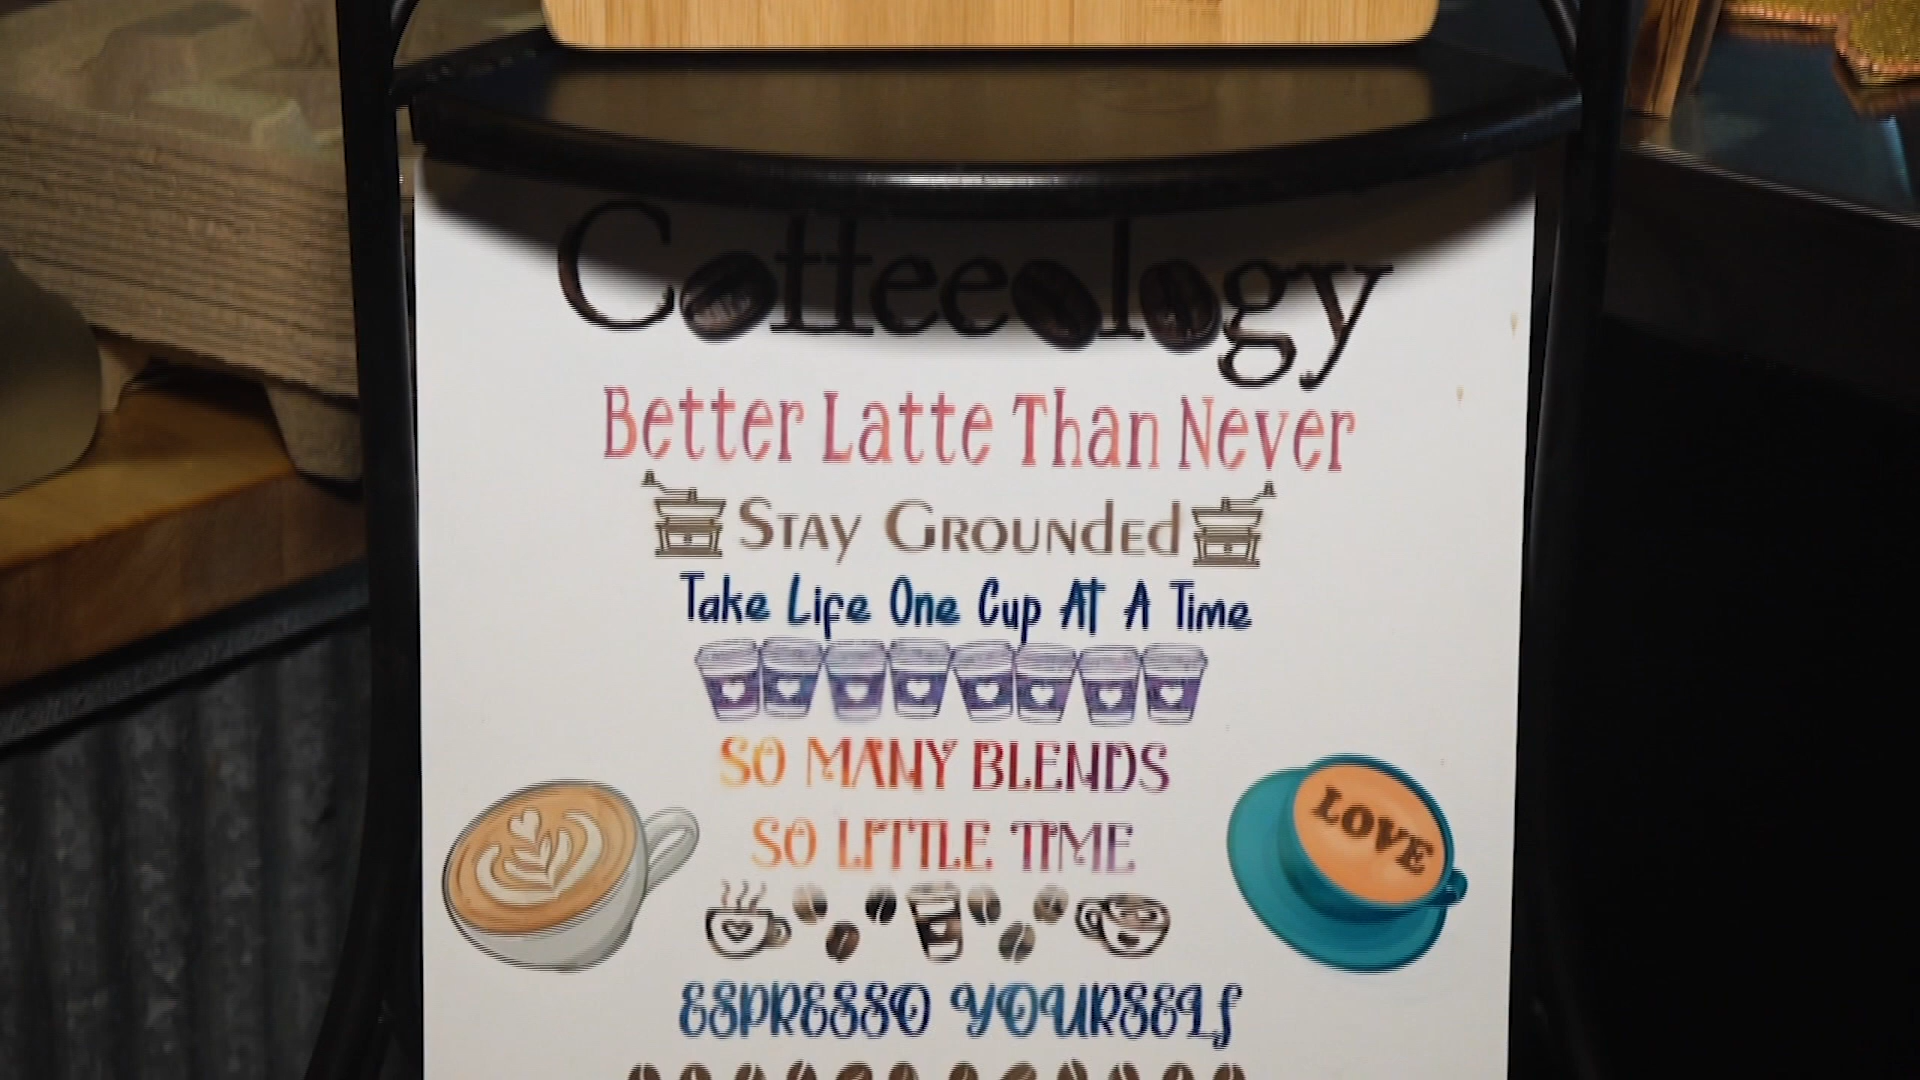 Coffeeology
Better Latte Than Never
STAY GROUNdEd
Take Life One Cup At A Time
SO MANY BLENDS
SO LITTLE TIME
LOVE
ESPRESSO YOURSELF